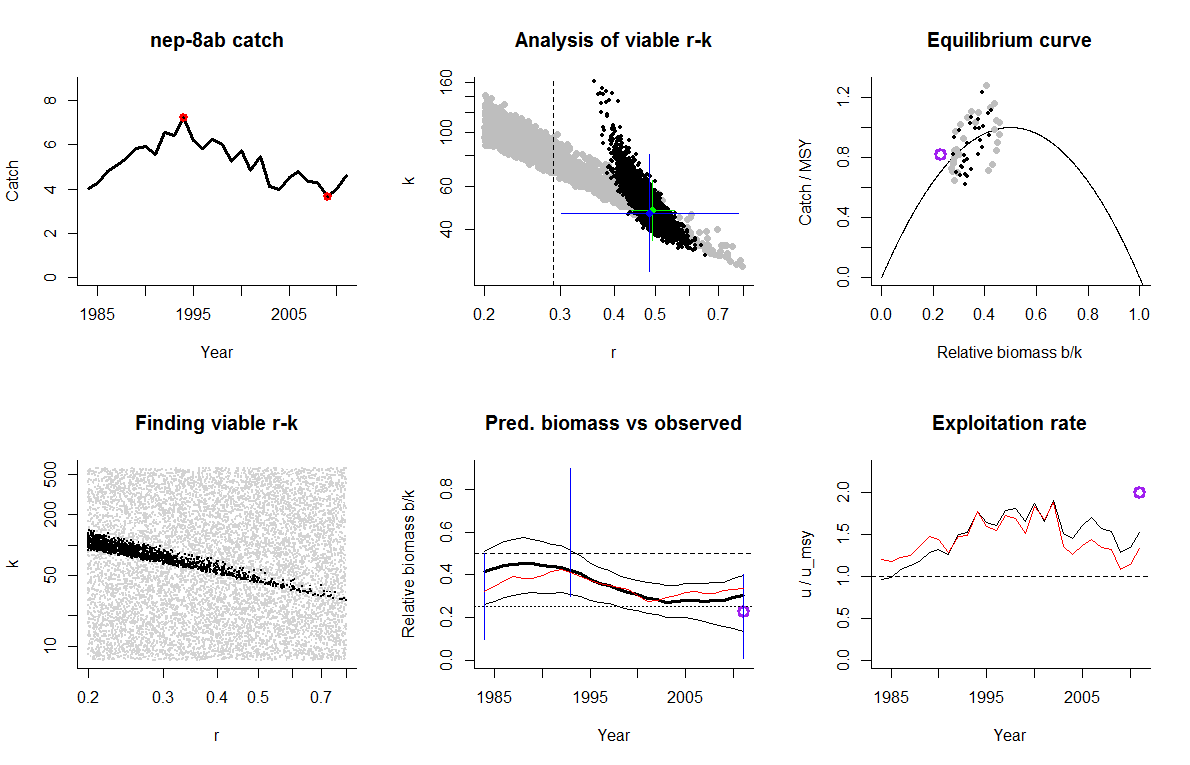 nep-8ab catch
Catch
8
6
4
2
0
1985 1995 2005
Year
Analysis of viable r-k
k
160
100
60
40
0.2 0.3 0.4 0.5 0.7
r
Equilibrium curve
Catch / MSY
1.2
0.8
0.4
0.0
0.0 0.2 0.4 0.6 0.8 1.0
Relative biomass b/k
Finding viable r-k
k
500
200
50
10
0.2 0.3 0.4 0.5 0.7
r
Pred. biomass vs observed
Relative biomass b/k
0.8
0.6
0.4
0.2
0.0
1985 1995 2005
Year
Exploitation rate
u / u_msy
2.0
1.5
1.0
0.5
0.0
1985 1995 2005
Year